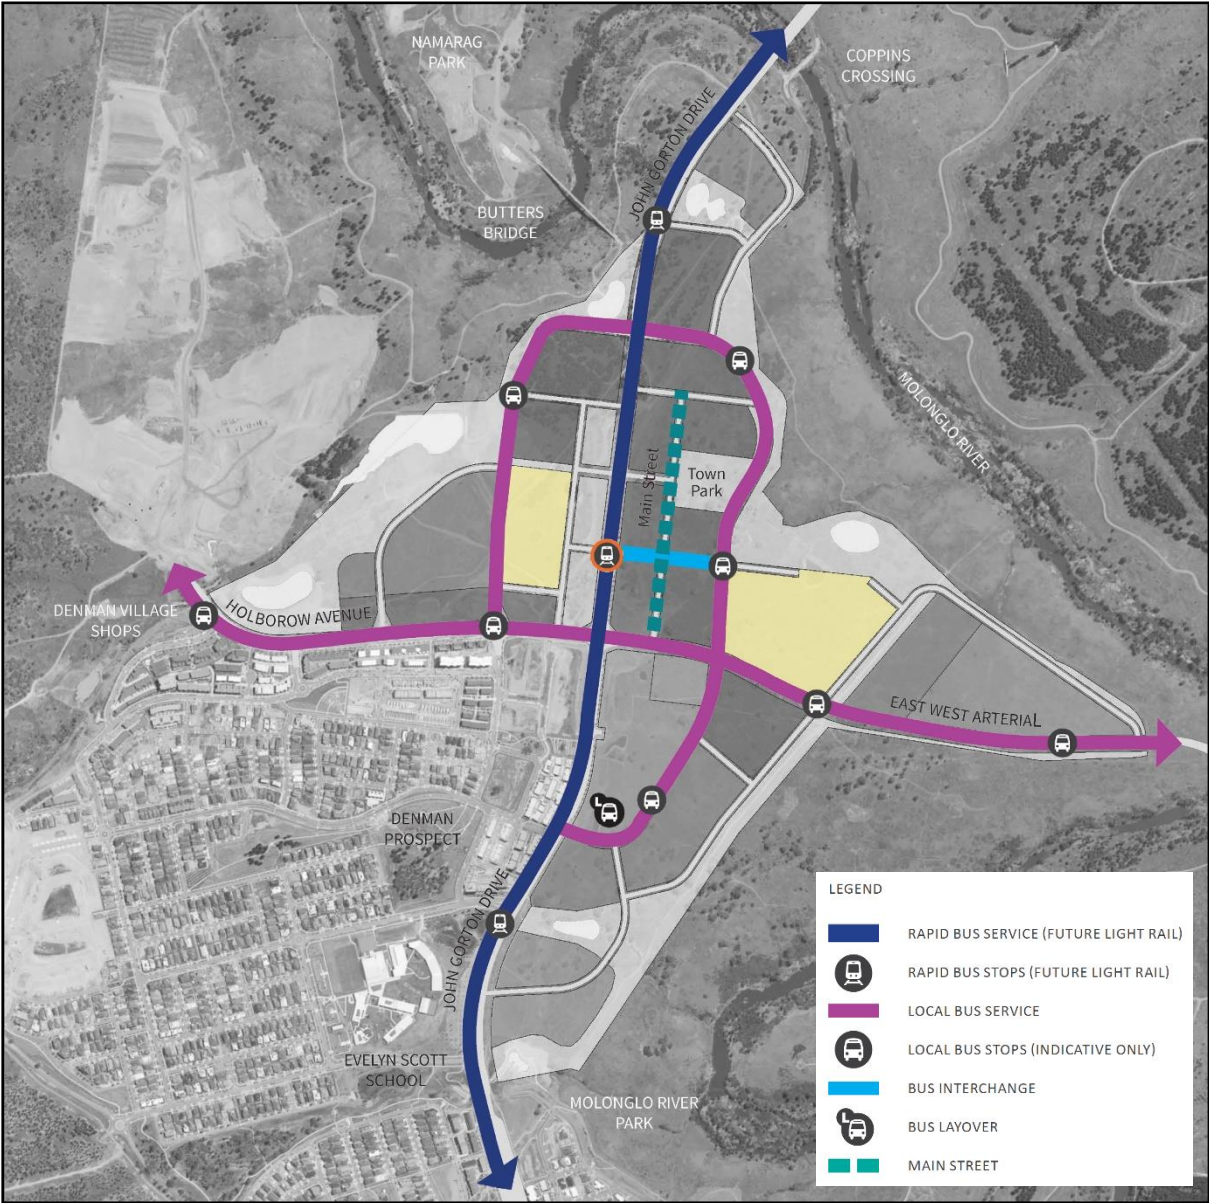 NAMARAG
PARK
COPPINS
CROSSING
JOHN GORTON DRIVE
BUTTERS
BRIDGE
MOLONGLO RIVER
Main Street
Town
Park
DENMAN VILLAGE
SHOPS
HOLBOROW AVENUE
EAST WEST ARTERIAL
L
DENMAN
PROSPECT
JOHN GORTON DRIVE
EVELYN SCOTT
SCHOOL
MOLONGLO RIVER
PARK
LEGEND
RAPID BUS SERVICE (FUTURE LIGHT RAIL)
RAPID BUS STOPS (FUTURE LIGHT RAIL)
LOCAL BUS SERVICE
LOCAL BUS STOPS (INDICATIVE ONLY)
BUS INTERCHANGE
L
BUS LAYOVER
MAIN STREET